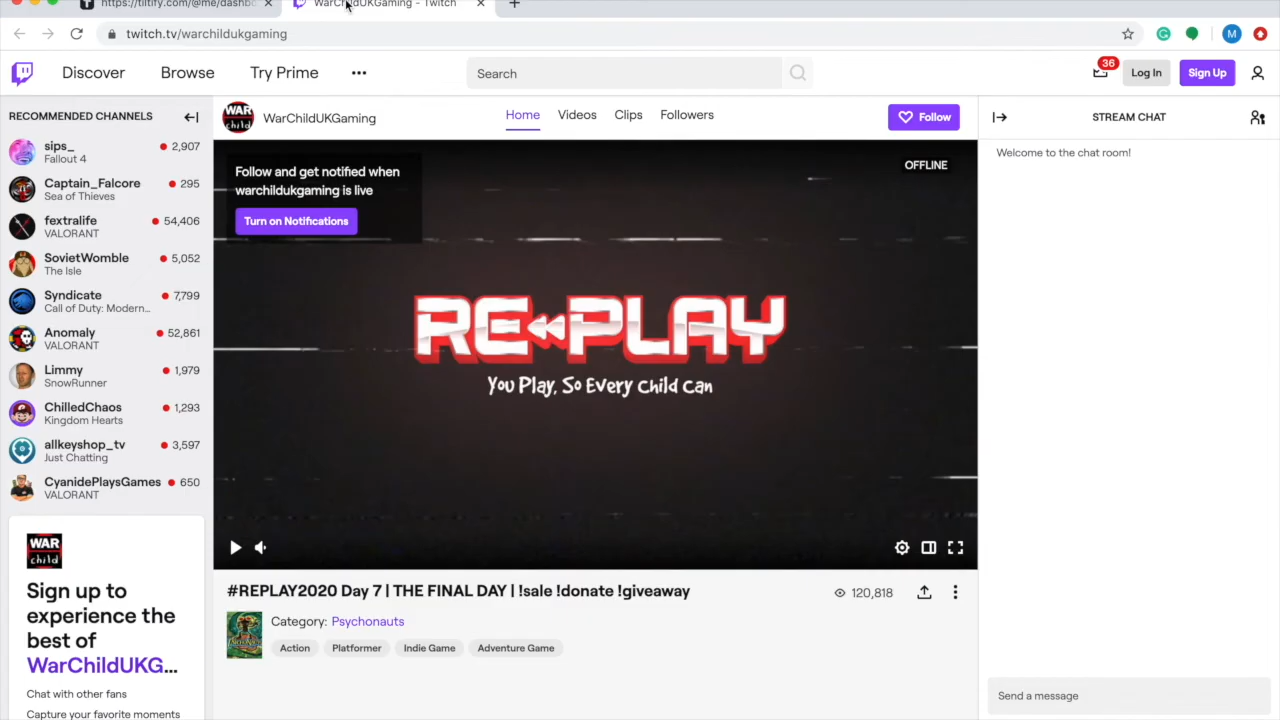 https://tiltify.com/@me/dashbo
WarChildUKGaming - Twitch
twitch.tv/warchildukgaming
M
Discover
Browse
Try Prime
Search
36
Log In
Sign Up
RECOMMENDED CHANNELS
sips_
2,907
Fallout 4
Captain_Falcore
295
Sea of Thieves
fextralife
54,406
VALORANT
SovietWomble
5,052
The Isle
Syndicate
7,799
Call of Duty: Modern...
Anomaly
52,861
VALORANT
Limmy
1,979
SnowRunner
ChilledChaos
1,293
Kingdom Hearts
allkeyshop_tv
3,597
Just Chatting
CyanidePlaysGames
650
VALORANT
WAR
child
Sign up to
experience the
best of
WarChildUKG...
Chat with other fans
Capture your favorite moments
WAR
child
WarChildUKGaming
Home
Videos
Clips
Followers
Follow
Follow and get notified when
warchildukgaming is live
Turn on Notifications
OFFLINE
RE PLAY
You Play, So Every Child Can
#REPLAY2020 Day 7 | THE FINAL DAY | !sale !donate !giveaway
120,818
Category: Psychonauts
Action
Platformer
Indie Game
Adventure Game
STREAM CHAT
Welcome to the chat room!
Send a message